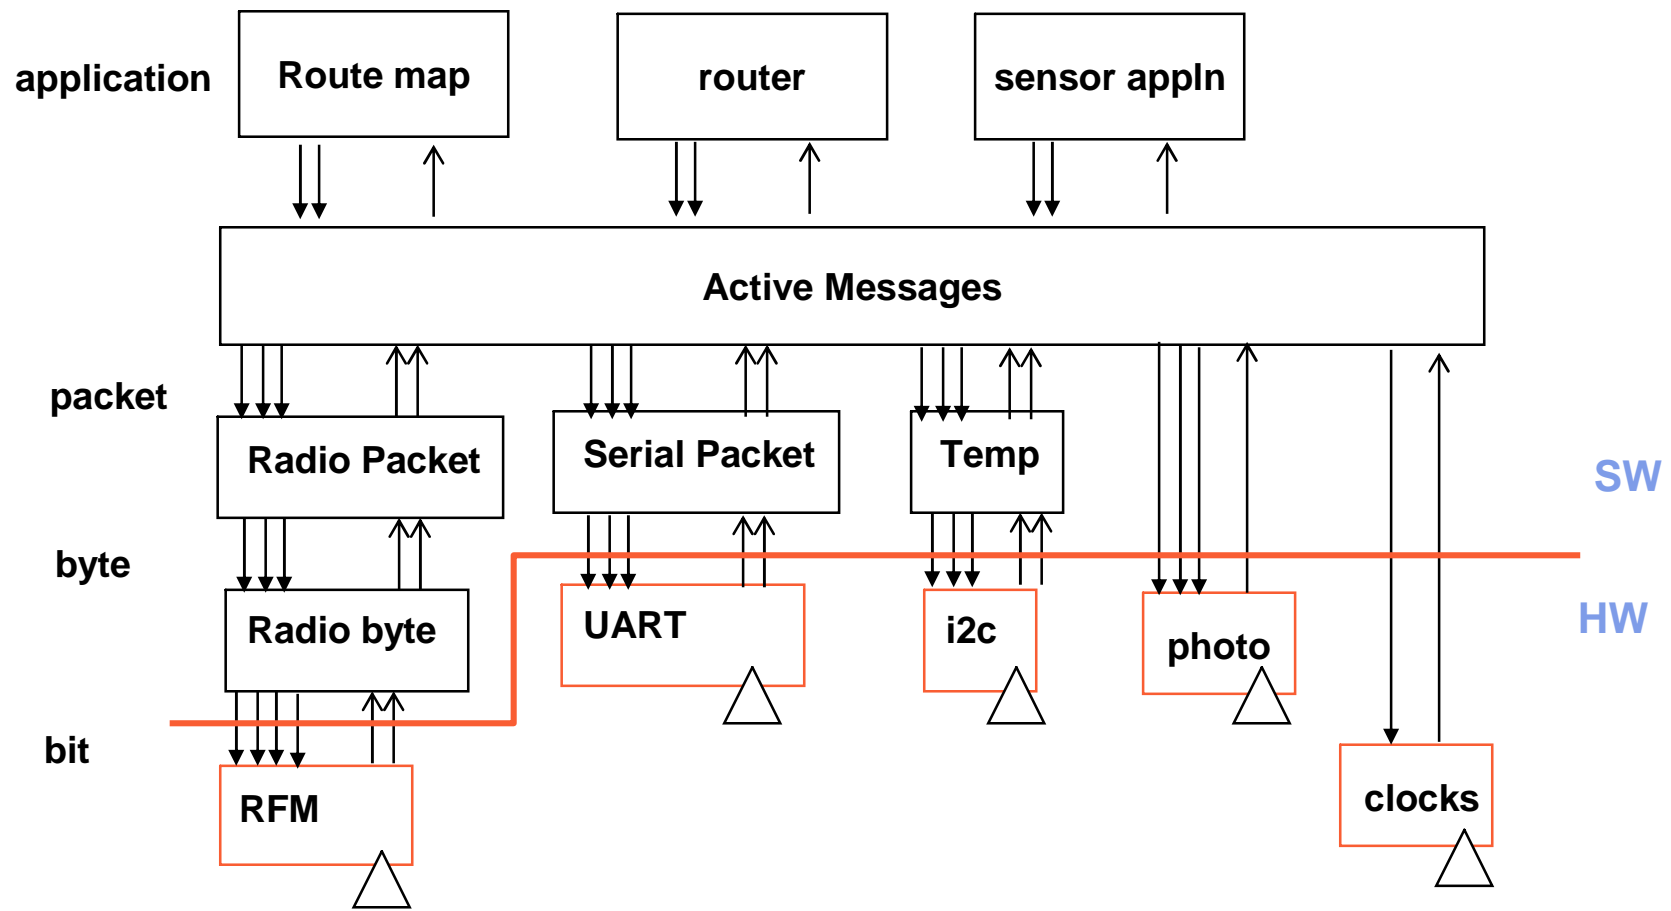 application
Route map
router
sensor appln
Active Messages
packet
Radio Packet
Serial Packet
Temp
SW
byte
Radio byte
UART
i2c
photo
HW
bit
RFM
clocks